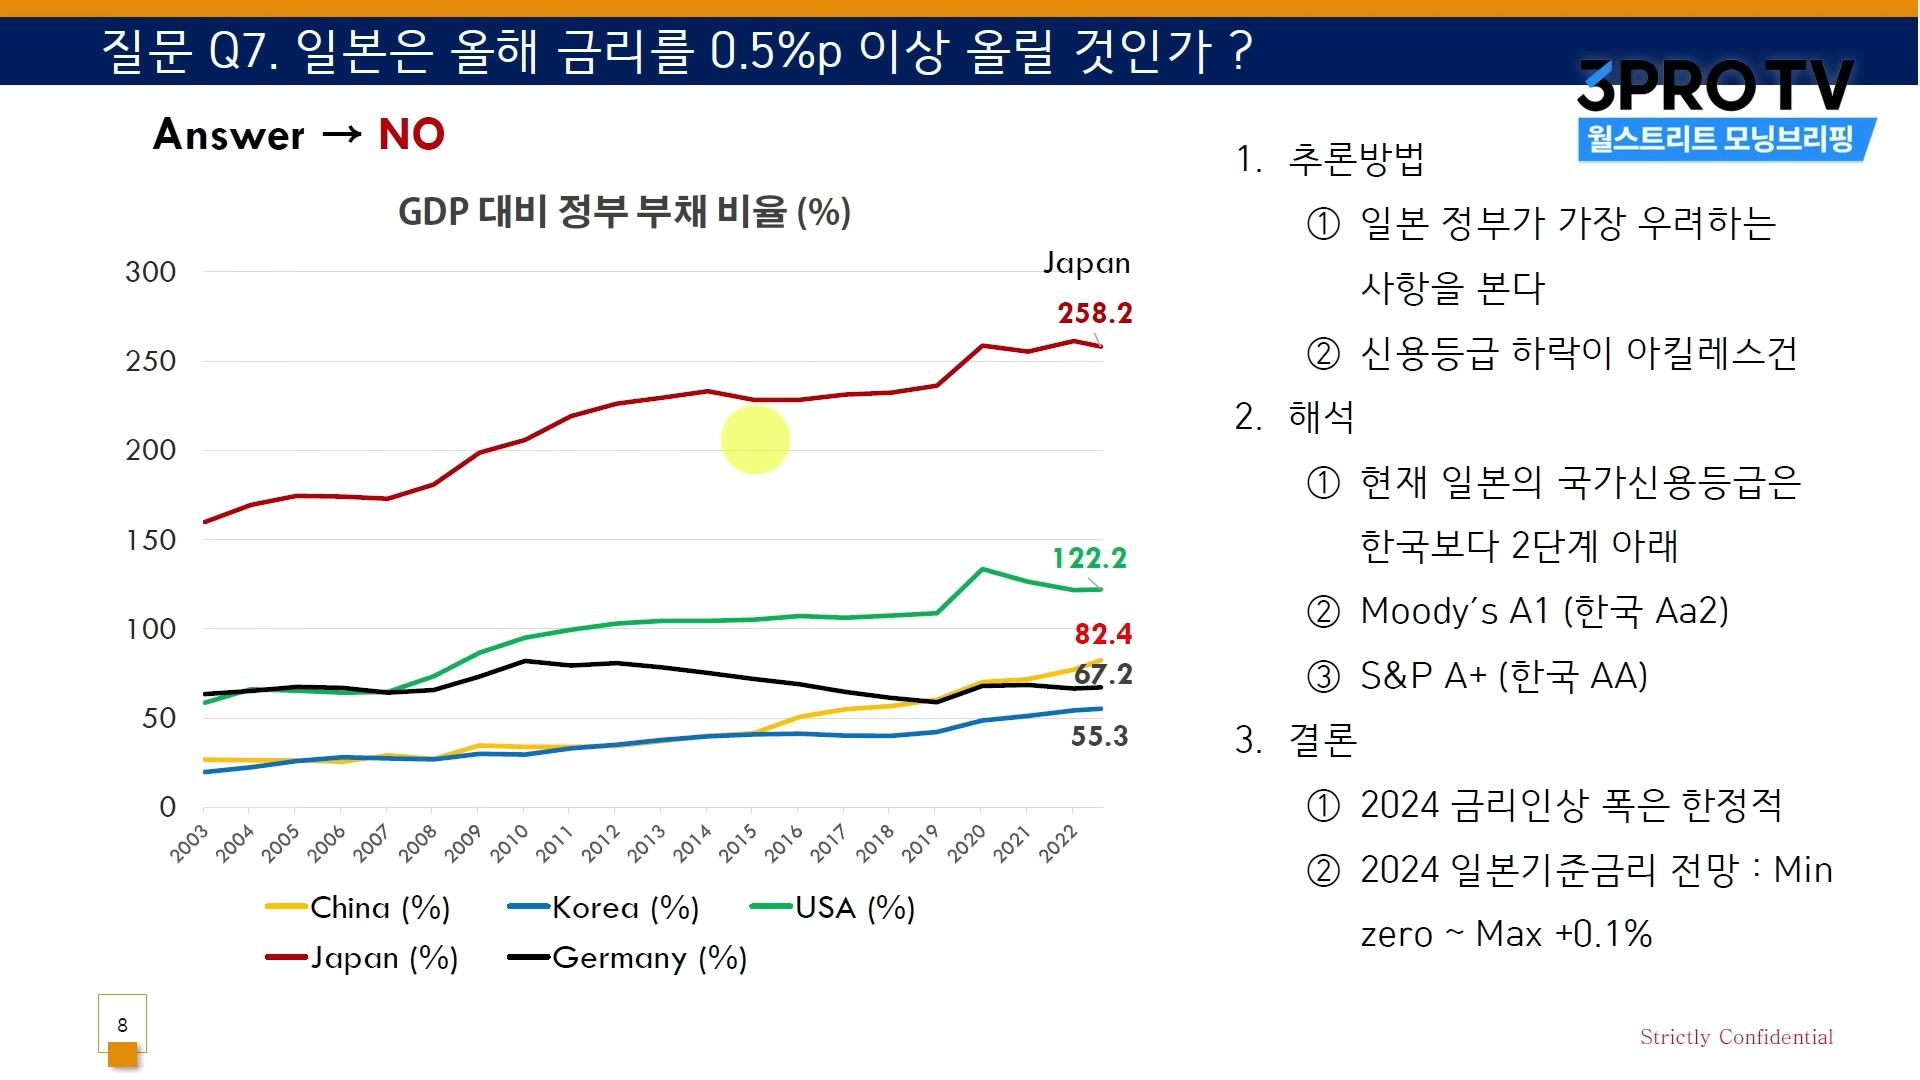 질문 Q7. 일본은 올해 금리를 0.5%p 이상 올릴 것인가 ?
3PRO TV
월스트리트 모닝브리핑
Answer → NO
GDP 대비 정부 부채 비율 (%)
Japan
258.2
122.2
82.4
67.2
55.3
300
250
200
150
100
50
0
2003 2004 2005 2006 2007 2008 2009 2010 2011 2012 2013 2014 2015 2016 2017 2018 2019 2020 2021 2022
China (%) Korea (%) USA (%)
Japan (%) Germany (%)
1. 추론방법
① 일본 정부가 가장 우려하는
사항을 본다
② 신용등급 하락이 아킬레스건
2. 해석
① 현재 일본의 국가신용등급은
한국보다 2단계 아래
② Moody's A1 (한국 Aa2)
③ S&P A+ (한국 AA)
3. 결론
① 2024 금리인상 폭은 한정적
② 2024 일본기준금리 전망 : Min
zero ~ Max +0.1%
8
Strictly Confidential